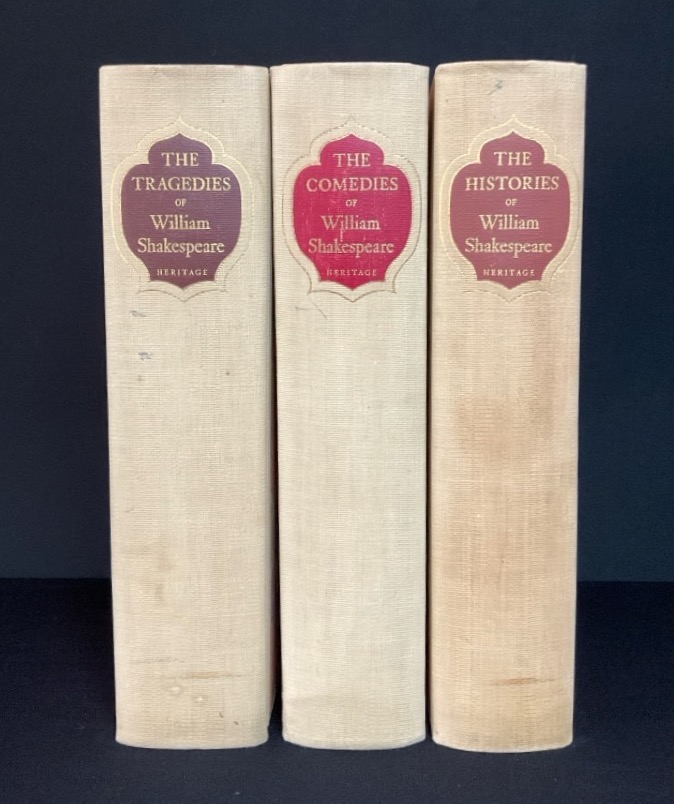 THE
TRAGEDIES
OF
William
Shakespeare
HERITAGE
THE
COMEDIES
OF
William
Shakespeare
HERITAGE
THE
HISTORIES
OF
William
Shakespeare
HERITAGE